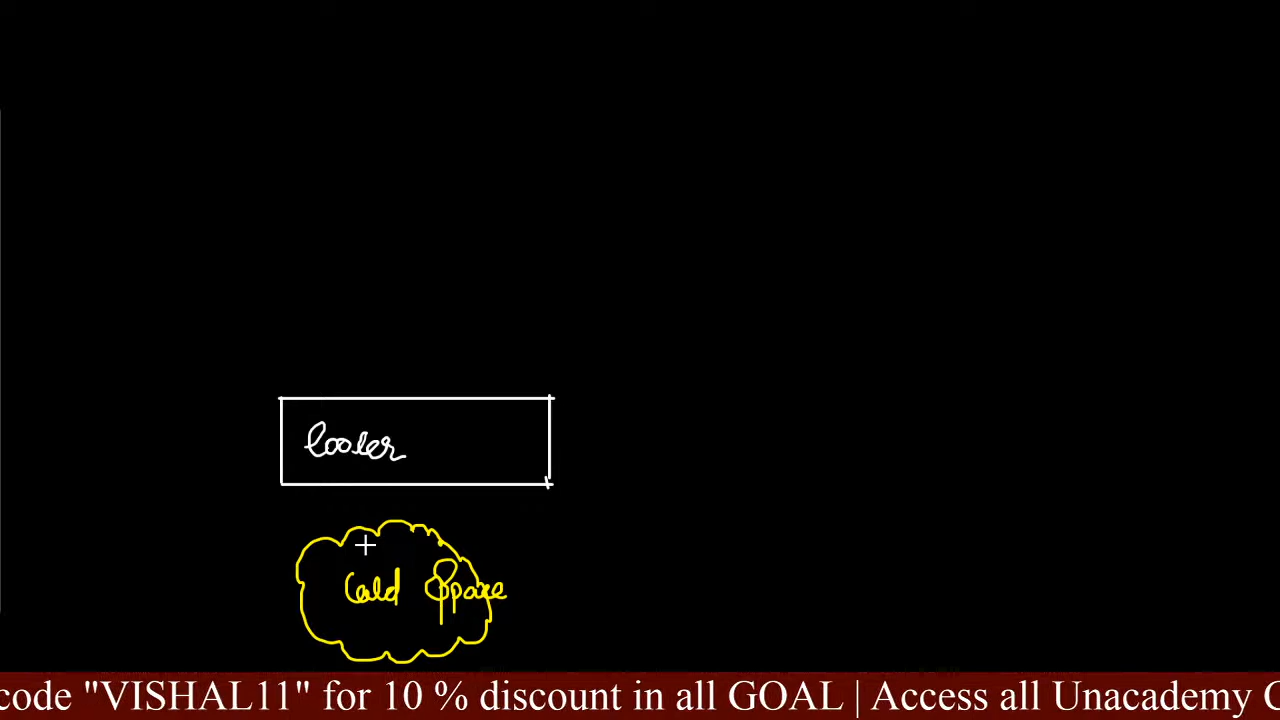 Cooler
Cold Space
code "VISHAL11" for 10 % discount in all GOAL | Access all Unacademy C